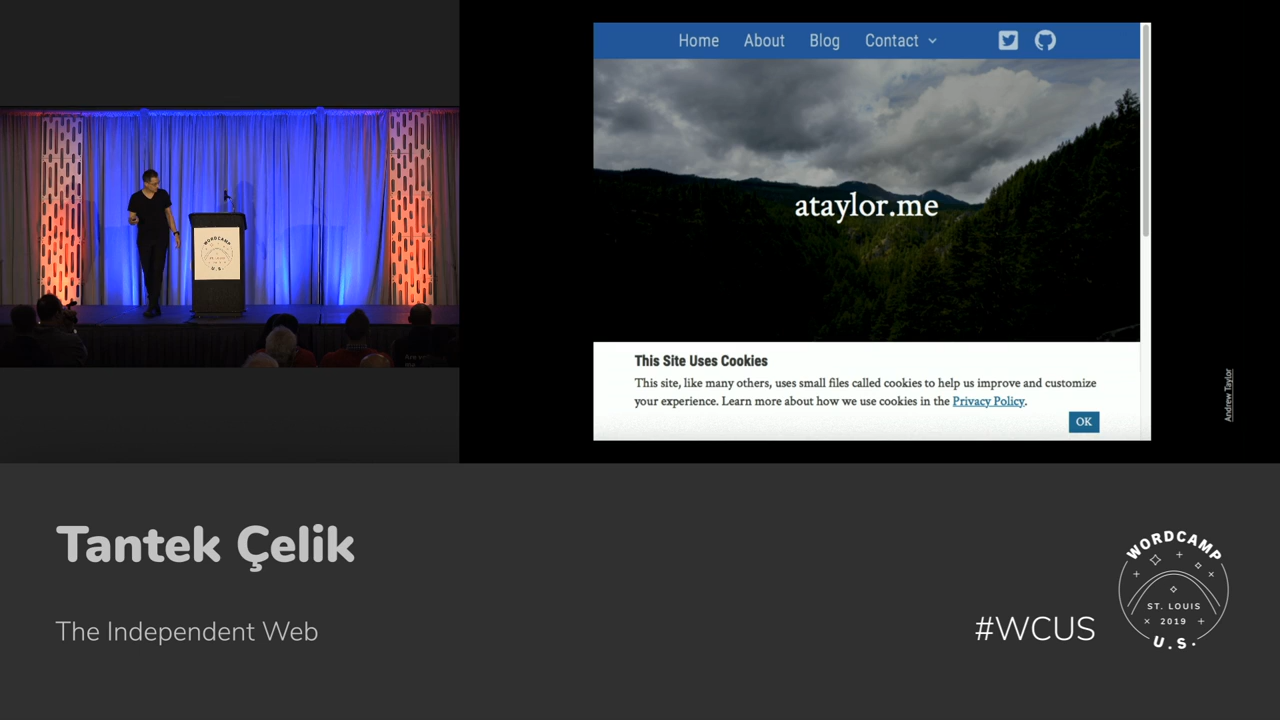 Home About Blog Contact
ataylor.me
This Site Uses Cookies
This site, like many others, uses small files called cookies to help us improve and customize
your experience. Learn more about how we use cookies in the Privacy Policy.
OK
Andrew Taylor
WORDCAMP
U.S.
Tantek Çelik
The Independent Web
#WCUS
WORDCAMP
ST. LOUIS
2019
U.S.